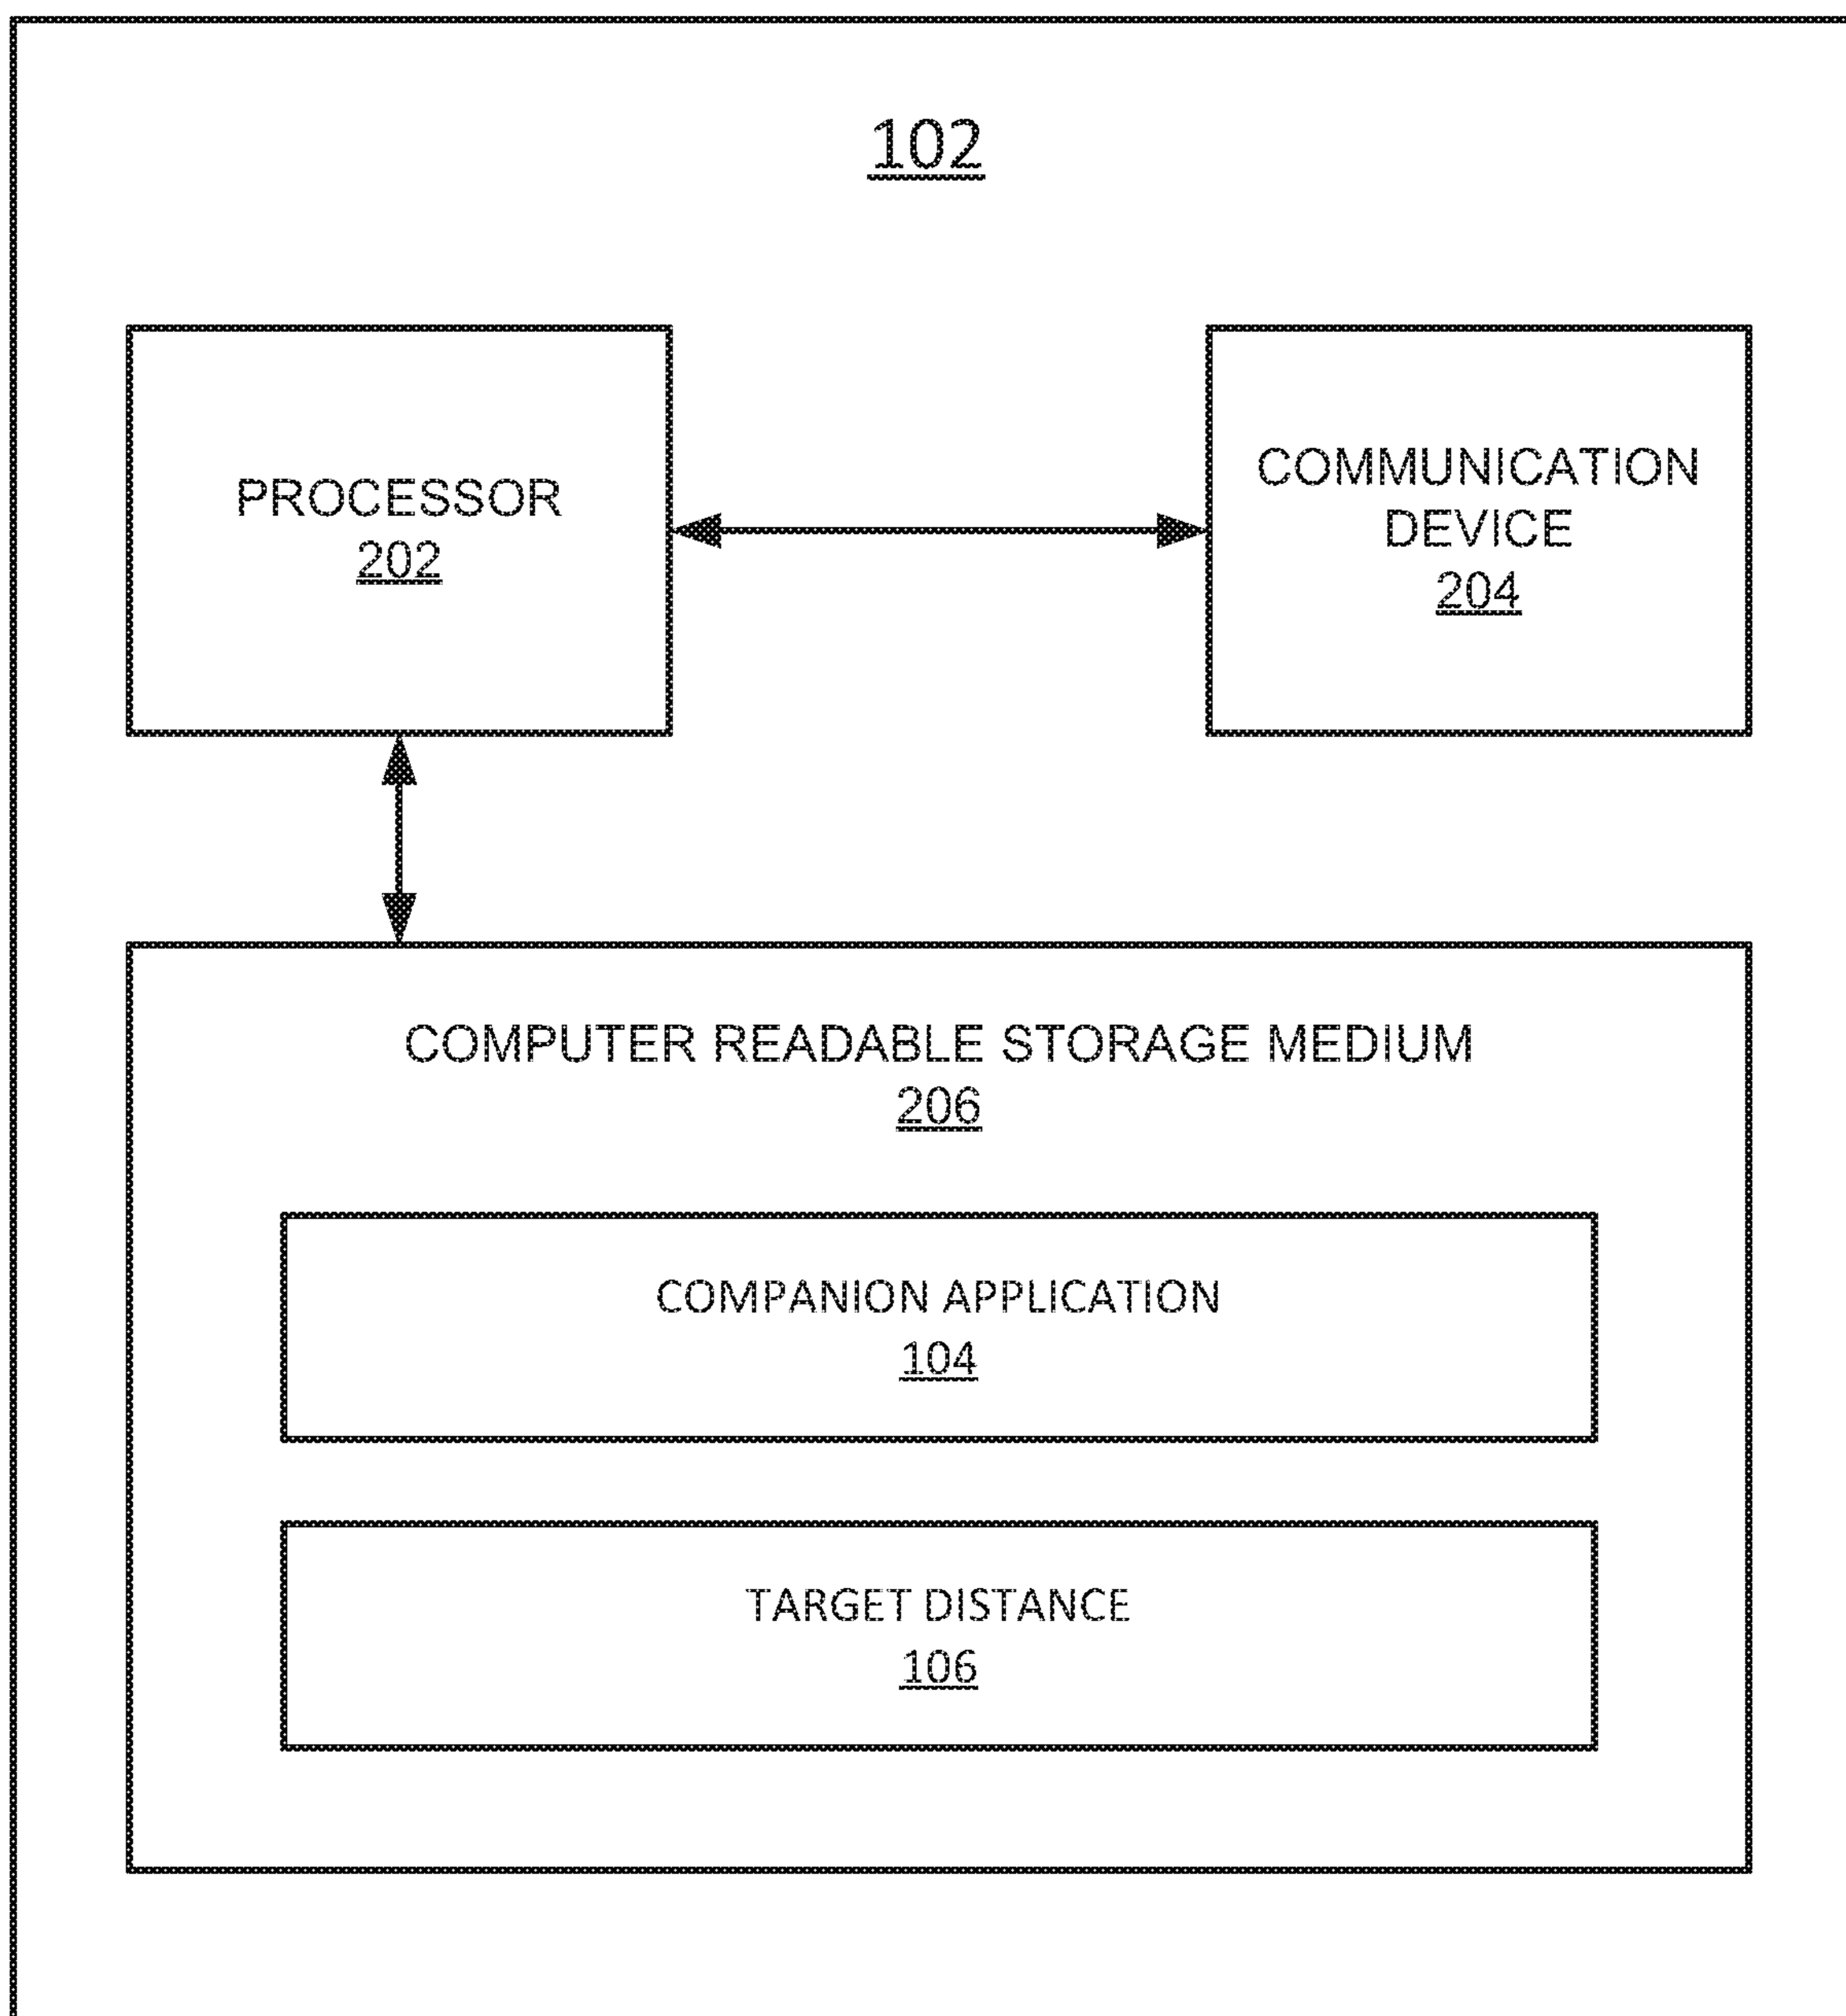 102
PROCESSOR
202
COMMUNICATION
DEVICE
204
COMPUTER READABLE STORAGE MEDIUM
206
COMPANION APPLICATION
104
TARGET DISTANCE
106